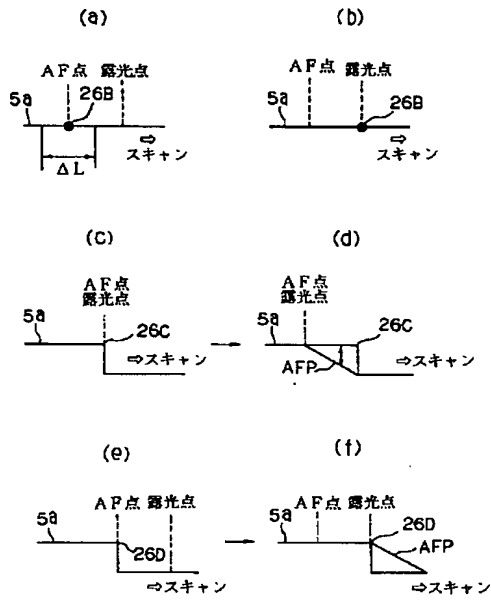 (a)
AF点 露光点
5a
26B
ΔL
⇨
スキャン
(b)
AF点 露光点
5a
26B
⇨
スキャン
(c)
AF点
露光点
5a
26C
⇨スキャン
→
(d)
AF点
露光点
5a
26C
AFP
⇨スキャン
(e)
AF点 露光点
5a
26D
⇨スキャン
→
(f)
AF点 露光点
5a
26D
AFP
⇨スキャン